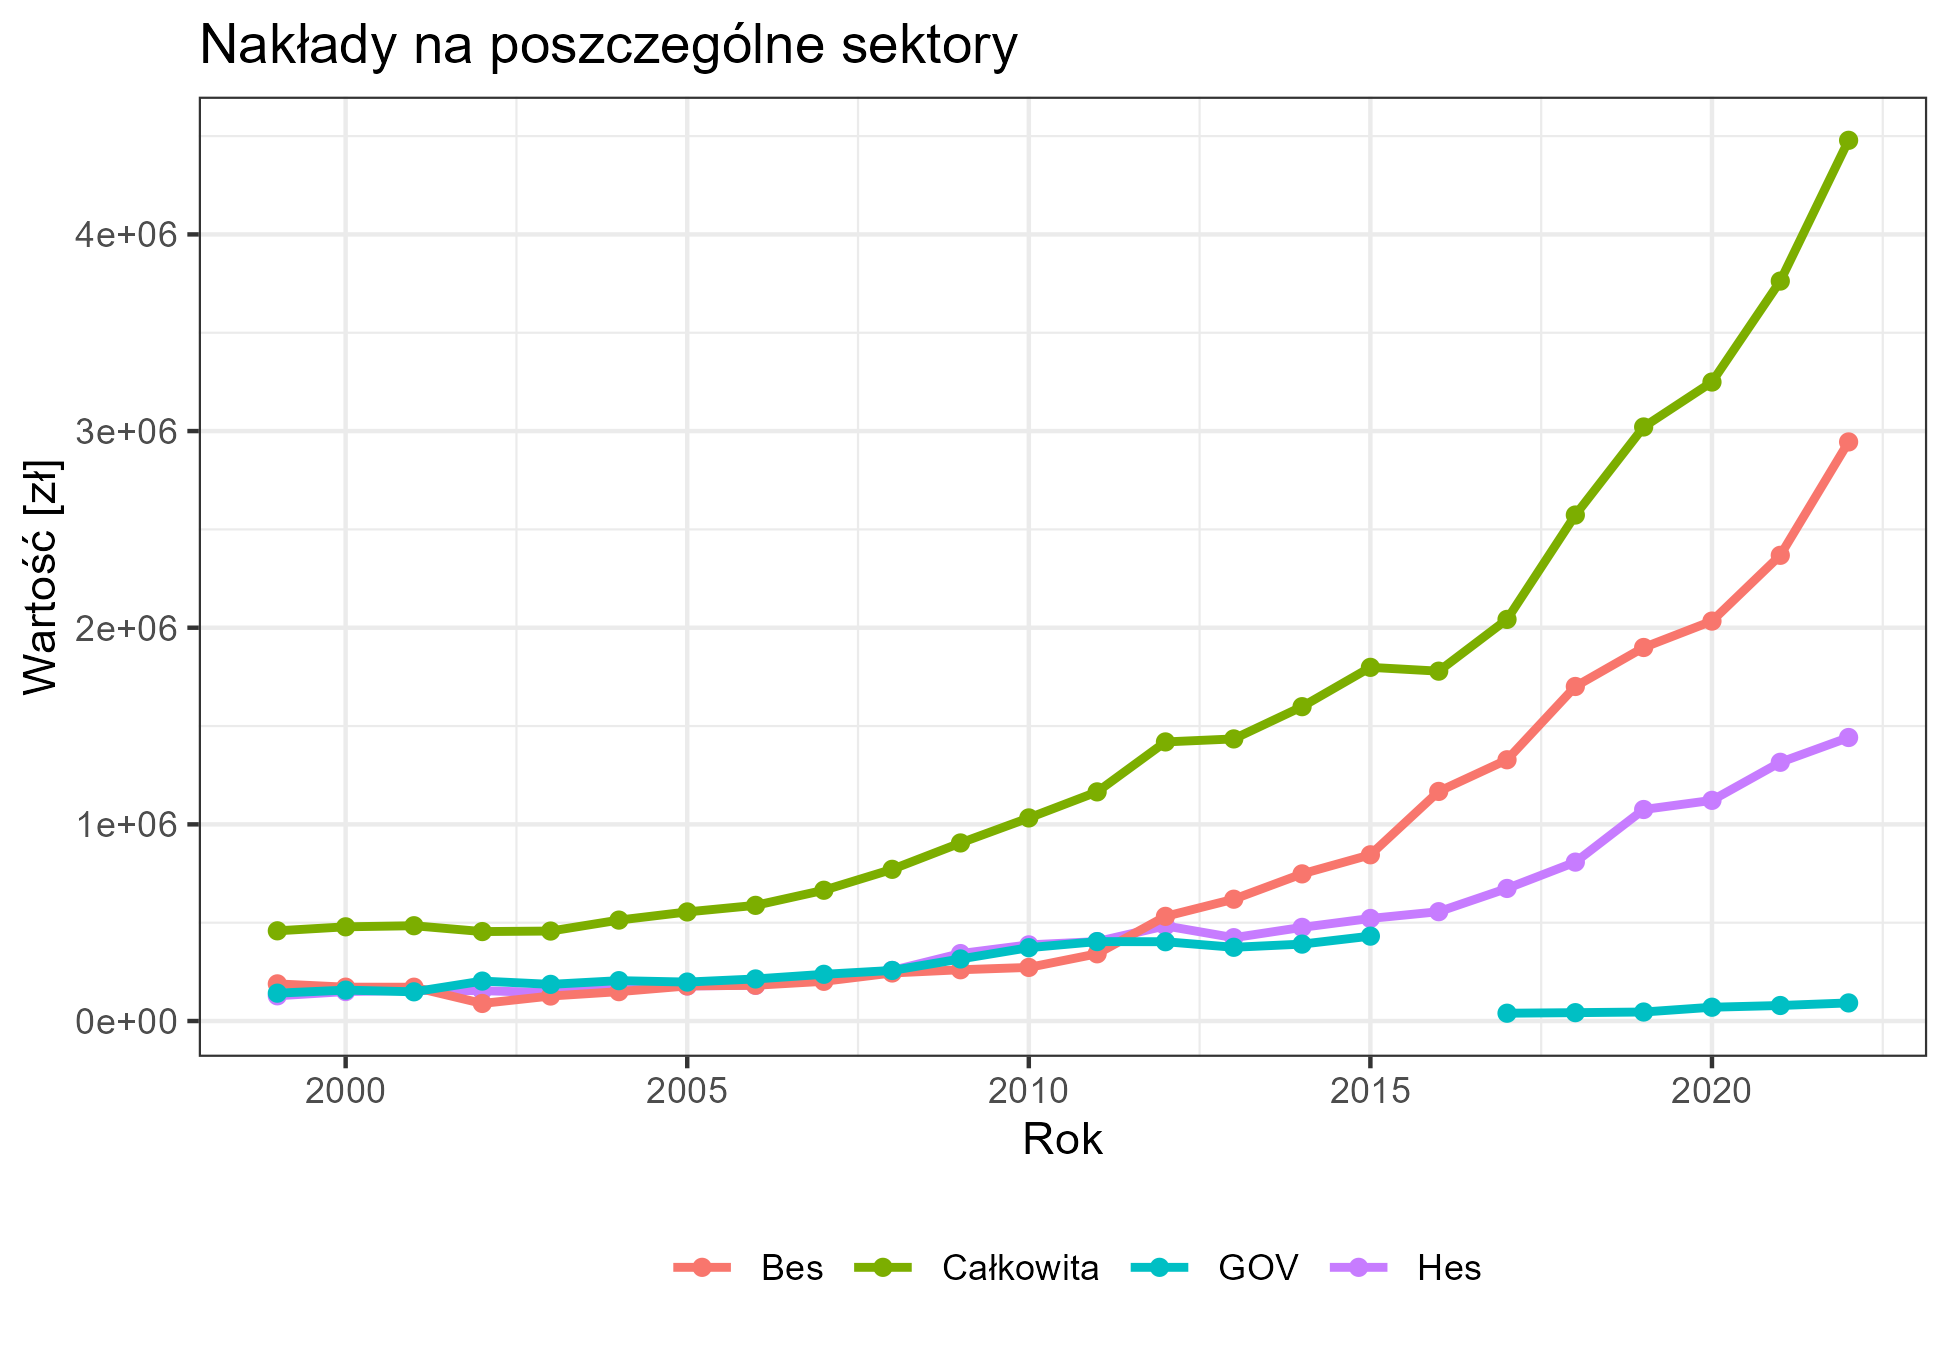 Nakłady na poszczególne sektory
Wartość [zł]
4e+06
3e+06
2e+06
1e+06
0e+00
2000 2005 2010 2015 2020
Rok
Bes Całkowita GOV Hes